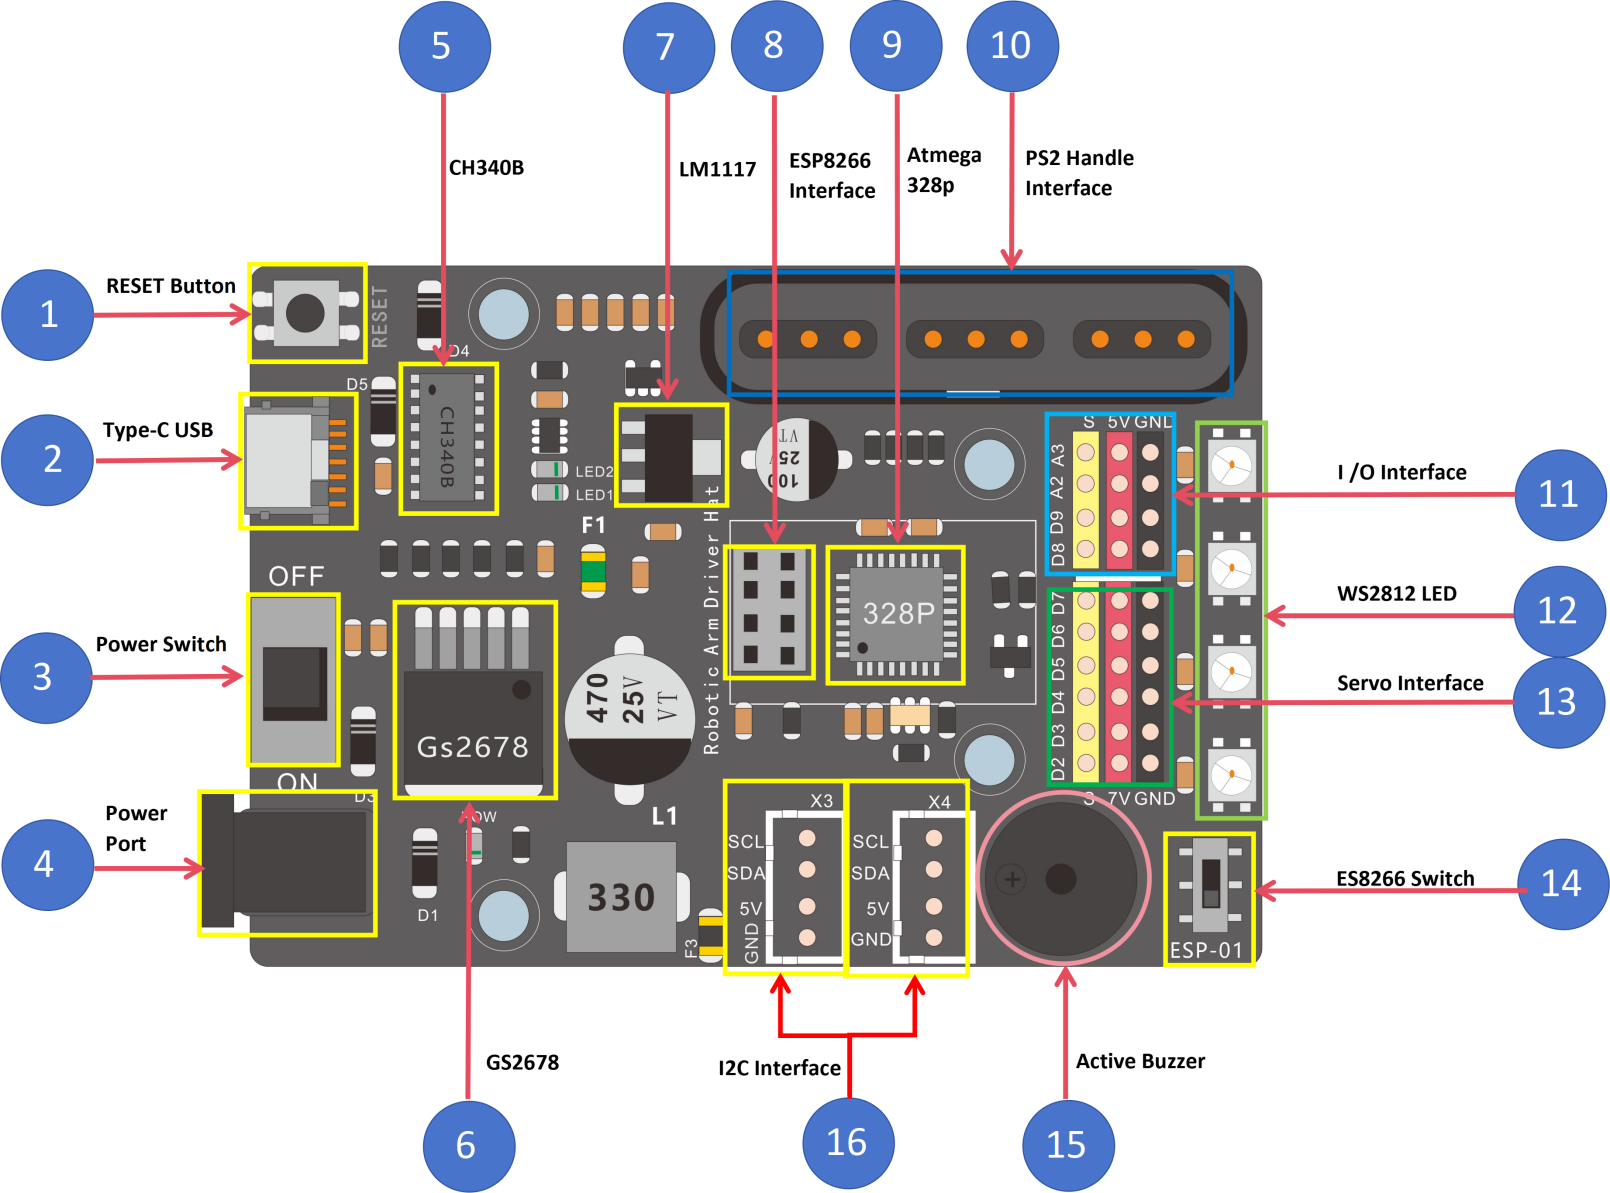 5
7
8
9
10
CH340B
LM1117
ESP8266
Interface
Atmega
328p
PS2 Handle
Interface
1
RESET Button
RESET
D4
D5
2
Type-C USB
CH340B
LED2
LED1
F1
100
25V
VT
S 5V GND
A3
A2
D9
D8
I /O Interface
11
OFF
3
Power Switch
ON
Gs2678
470
25V
VT
Robotic Arm Driver Hat
328P
D7
D6
D5
D4
D3
D2
S 7V GND
WS2812 LED
12
Servo Interface
13
4
Power
Port
D3
D1
L1
330
F3
X3
SCL
SDA
5V
GND
X4
SCL
SDA
5V
GND
ESP-01
ES8266 Switch
14
GS2678
6
I2C Interface
16
Active Buzzer
15